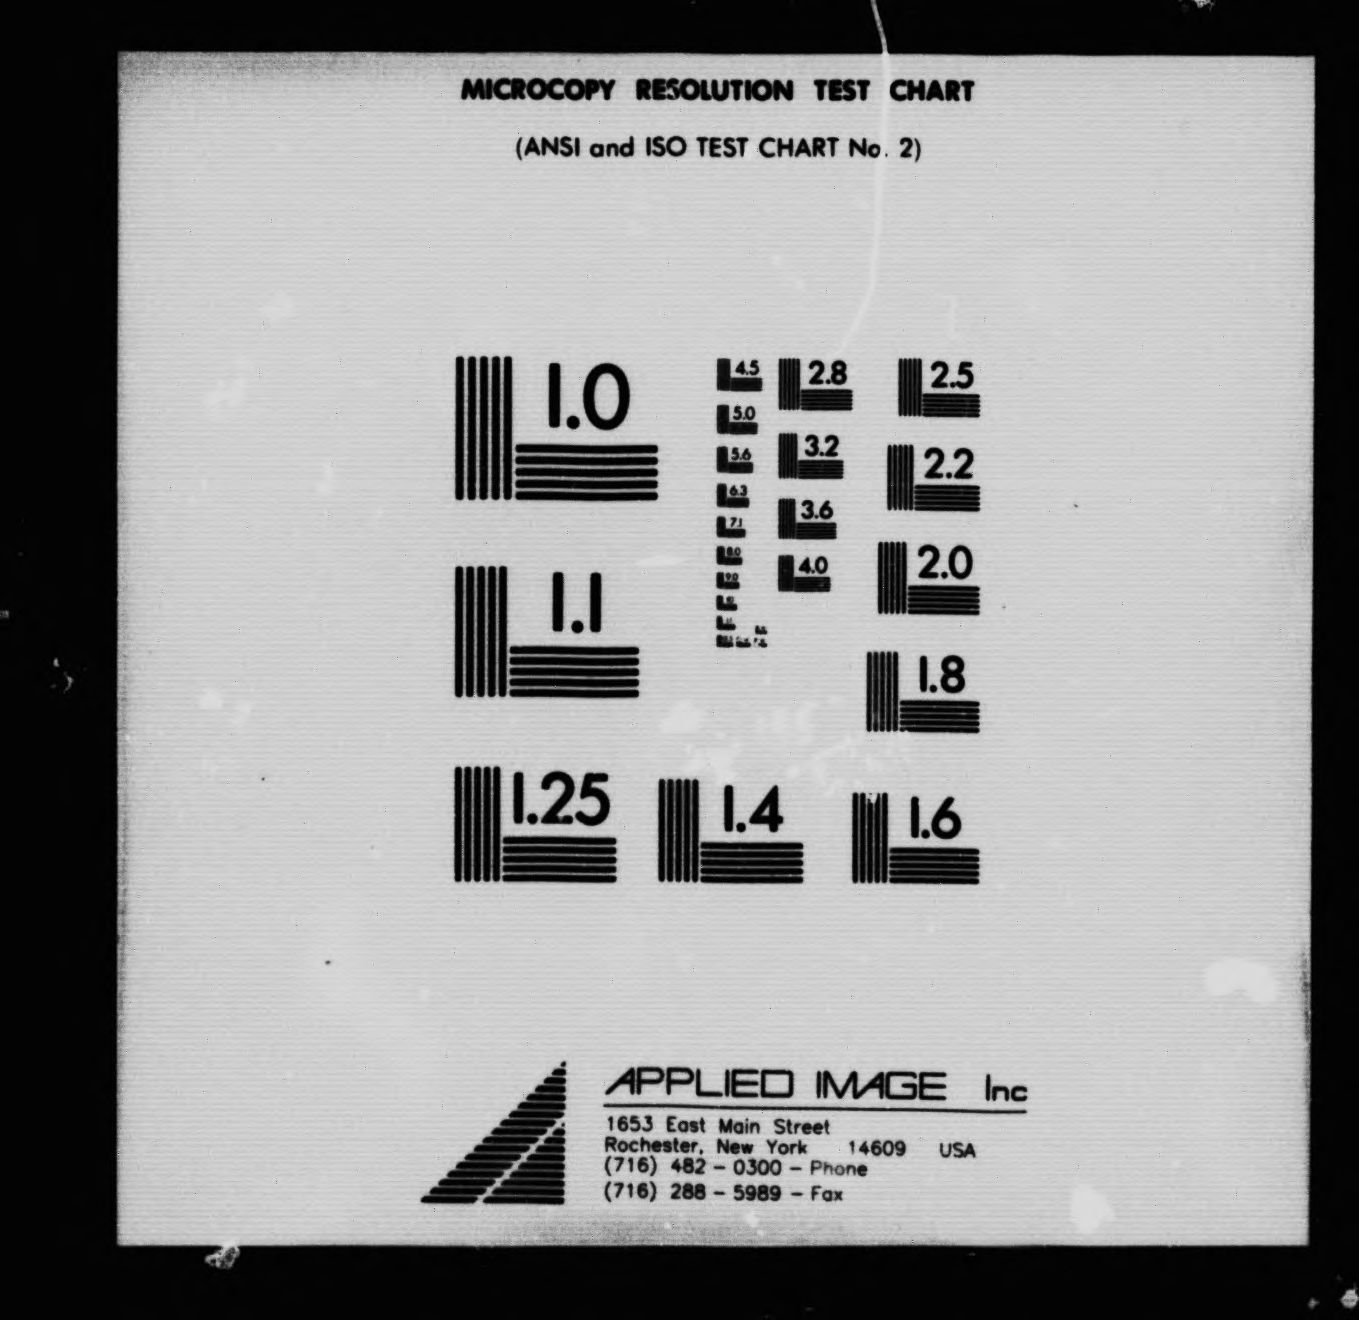 MICROCOPY RESOLUTION TEST CHART
(ANSI and ISO TEST CHART No. 2)
1.0
1.1
1.25
1.4
1.6
1.8
2.0
2.2
2.5
2.8
3.2
3.6
4.0
4.5
5.0
5.6
6.3
7.1
8.0
9.0
APPLIED IMAGE Inc
1653 East Main Street
Rochester, New York 14609 USA
(716) 482 - 0300 - Phone
(716) 288 - 5989 - Fax